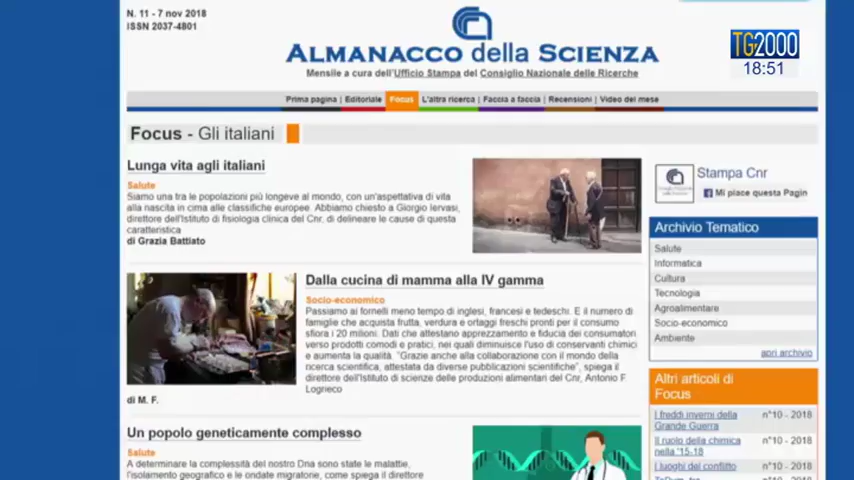 N. 11 - 7 nov 2018
ISSN 2037-4801
ALMANACCO della SCIENZA
Mensile a cura dell'Ufficio Stampa del Consiglio Nazionale delle Ricerche
TG2000
18:51
Prima pagina | Editoriale | Focus | L'altra ricerca | Faccia a faccia | Recensioni | Video del mese
Focus - Gli italiani
Lunga vita agli italiani
Salute
Siamo una tra le popolazioni più longeve al mondo, con un'aspettativa di vita
alla nascita in cima alle classifiche europee. Abbiamo chiesto a Giorgio Iervasi,
direttore dell'Istituto di fisiologia clinica del Cnr, di delineare le cause di questa
caratteristica
di Grazia Battiato
Dalla cucina di mamma alla IV gamma
Socio-economico
Passiamo ai fornelli meno tempo di inglesi, francesi e tedeschi. E il numero di
famiglie che acquista frutta, verdura e ortaggi freschi pronti per il consumo
sfiora i 20 milioni. Dati che attestano apprezzamento e fiducia dei consumatori
verso prodotti comodi e pratici, nei quali diminuisce l'uso di conservanti chimici
e aumenta la qualità. "Grazie anche alla collaborazione con il mondo della
ricerca scientifica, attestata da diverse pubblicazioni scientifiche", spiega il
direttore dell'Istituto di scienze delle produzioni alimentari del Cnr, Antonio F.
Logrieco
di M. F.
Un popolo geneticamente complesso
Salute
A determinare la complessità del nostro Dna sono state le malattie,
l'isolamento geografico e le ondate migratorie, come spiega il direttore
Stampa Cnr
Mi piace questa Pagin
Archivio Tematico
Salute
Informatica
Cultura
Tecnologia
Agroalimentare
Socio-economico
Ambiente
apri archivio
Altri articoli di
Focus
I freddi inverni della
Grande Guerra
n°10 - 2018
Il ruolo della chimica
nella '15-18
n°10 - 2018
I luoghi del conflitto
n°10 - 2018